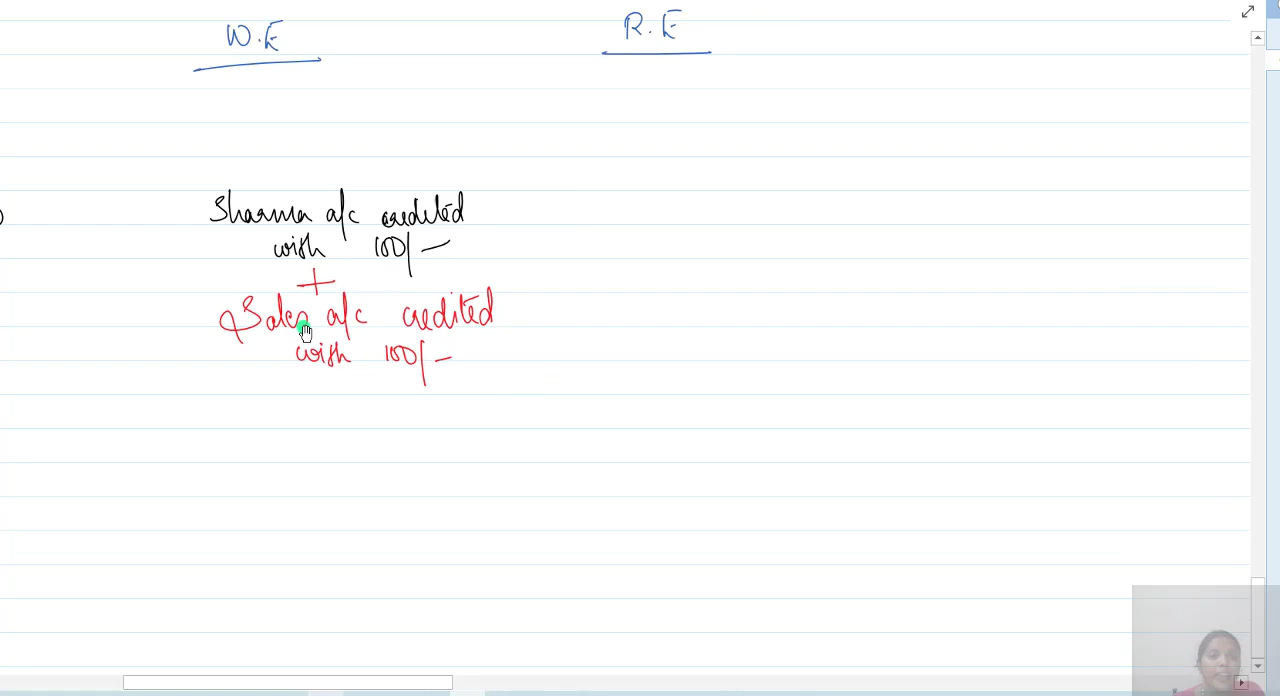 W.E R.E
)
Sharma a/c credited
with 100/-
+
Sales a/c credited
with 100/-